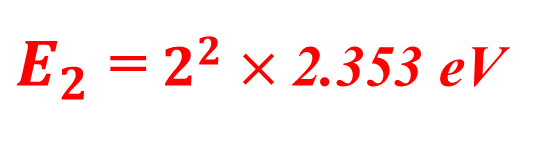 E₂ = 2² × 2.353 eV